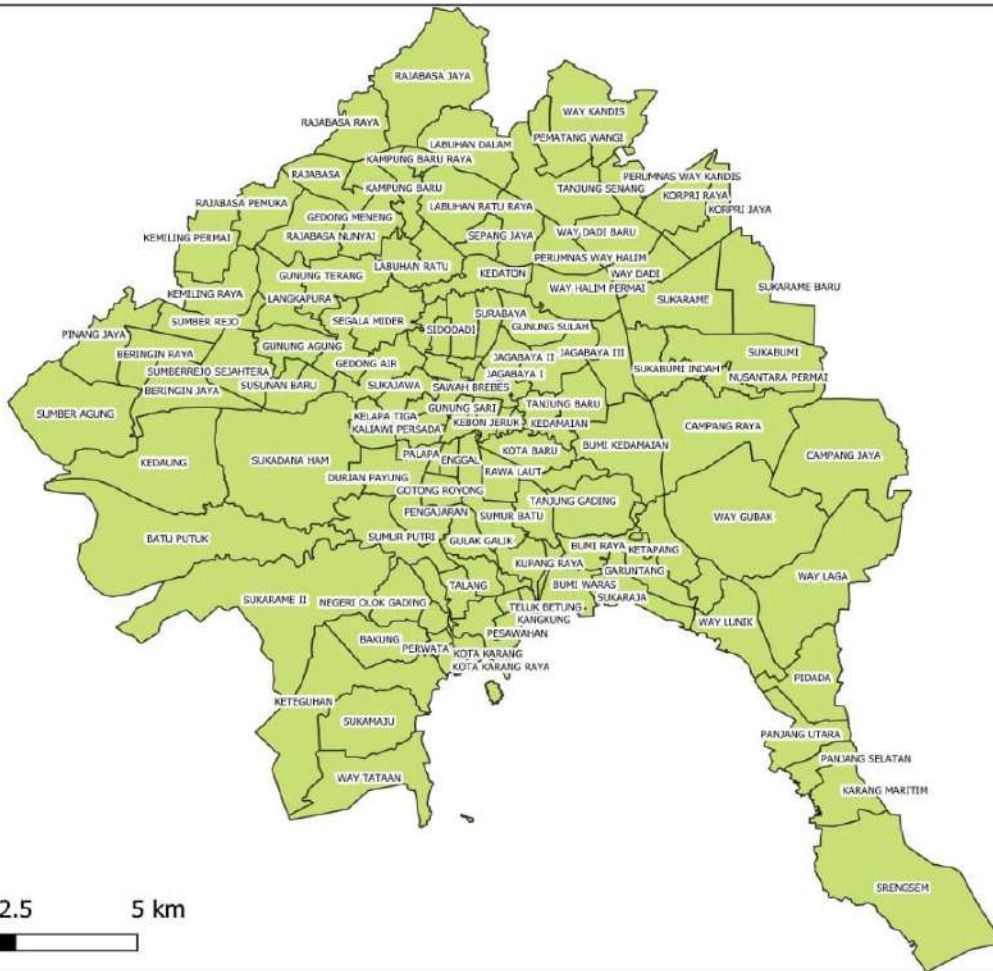 RAJABASA JAYA
WAY KANDIS
RAJABASA RAYA
PEMATANG WANGI
LABUHAN DALAM
KAMPUNG BARU RAYA
RAJABASA
PERUMNAS WAY KANDIS
KAMPUNG BARU
TANJUNG SENANG
KORPRI RAYA
RAJABASA PEMUKA
LABUHAN RATU RAYA
KORPRI JAYA
GEDONG MENENG
KEMILING PERMAI
RAJABASA NUNYAI
SEPANG JAYA
WAY DADI BARU
PERUMNAS WAY HALIM
LABUHAN RATU
GUNUNG TERANG
KEDATON
WAY DADI
WAY HALIM PERMAI
SUKARAME BARU
KEMILING RAYA
LANGKAPURA
SUKARAME
SURABAYA
SUMBER REJO
SEGALA MIDER
SIDODADI
GUNUNG SULAH
PINANG JAYA
GUNUNG AGUNG
BERINGIN RAYA
JAGABAYA II
JAGABAYA III
SUKABUMI
GEDONG AIR
SUKABUMI INDAH
SUMBERREJO SEJAHTERA
JAGABAYA I
NUSANTARA PERMAI
BERINGIN JAYA
SUSUNAN BARU
SUKAJAWA
SAWAH BREBES
TANJUNG BARU
SUMBER AGUNG
KELAPA TIGA
GUNUNG SARI
KALIAWI PERSADA
KEBON JERUK
KEDAMAIAN
CAMPANG RAYA
BUMI KEDAMAIAN
KOTA BARU
PALAPA
ENGGAL
KEDAUNG
SUKADANA HAM
CAMPANG JAYA
RAWA LAUT
DURIAN PAYUNG
GOTONG ROYONG
TANJUNG GADING
PENGAJARAN
SUMUR BATU
WAY GUBAK
BATU PUTUK
SUMUR PUTRI
GULAK GALIK
BUMI RAYA
KETAPANG
KUPANG RAYA
GARUNTANG
WAY LAGA
TALANG
BUMI WARAS
SUKARAJA
SUKARAME II
NEGERI OLOK GADING
TELUK BETUNG
KANGKUNG
WAY LUNIK
PESAWAHAN
BAKUNG
PERWATA
KOTA KARANG
KOTA KARANG RAYA
PIDADA
KETEGUHAN
SUKAMAJU
PANJANG UTARA
PANJANG SELATAN
WAY TATAAN
KARANG MARITIM
SRENGSEM
2.5 5 km